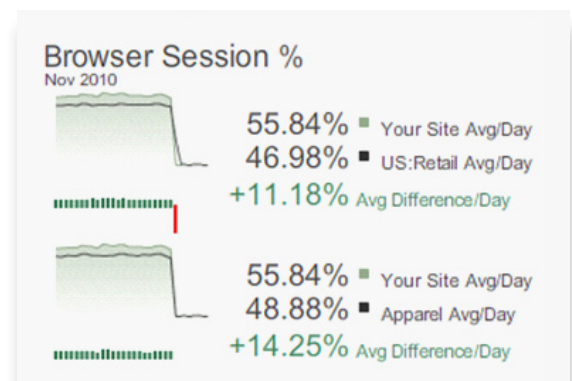 Browser Session %
Nov 2010
55.84% Your Site Avg/Day
46.98% US:Retail Avg/Day
+11.18% Avg Difference/Day
55.84% Your Site Avg/Day
48.88% Apparel Avg/Day
+14.25% Avg Difference/Day